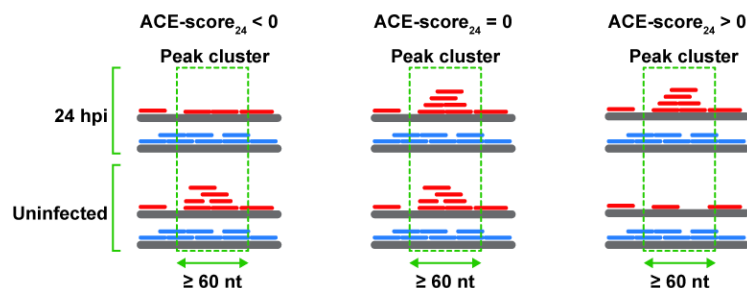 ACE-score24 < 0
ACE-score24 = 0
ACE-score24 > 0
Peak cluster
Peak cluster
Peak cluster
24 hpi
Uninfected
≥ 60 nt
≥ 60 nt
≥ 60 nt